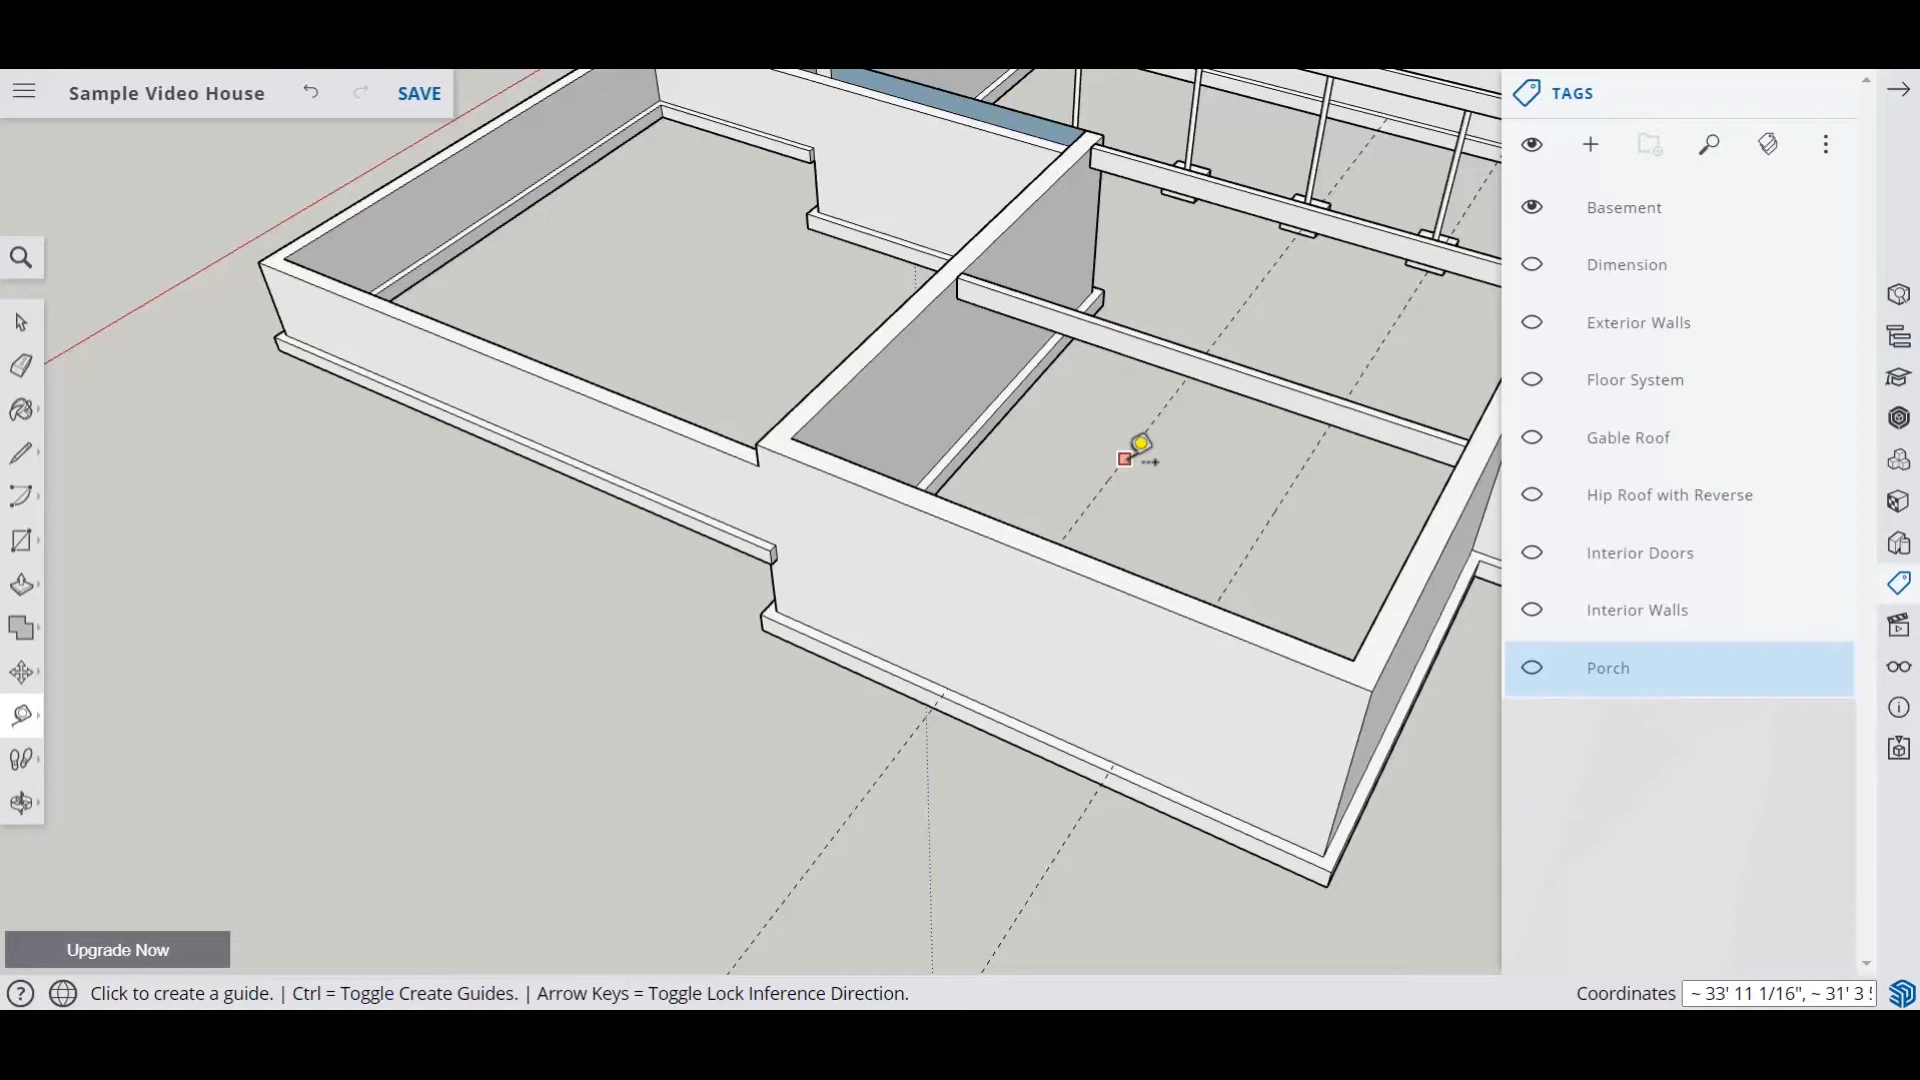 Sample Video House
SAVE
TAGS
Basement
Dimension
Exterior Walls
Floor System
Gable Roof
Hip Roof with Reverse
Interior Doors
Interior Walls
Porch
Upgrade Now
Click to create a guide. | Ctrl = Toggle Create Guides. | Arrow Keys = Toggle Lock Inference Direction.
Coordinates ~ 33' 11 1/16", ~ 31' 3